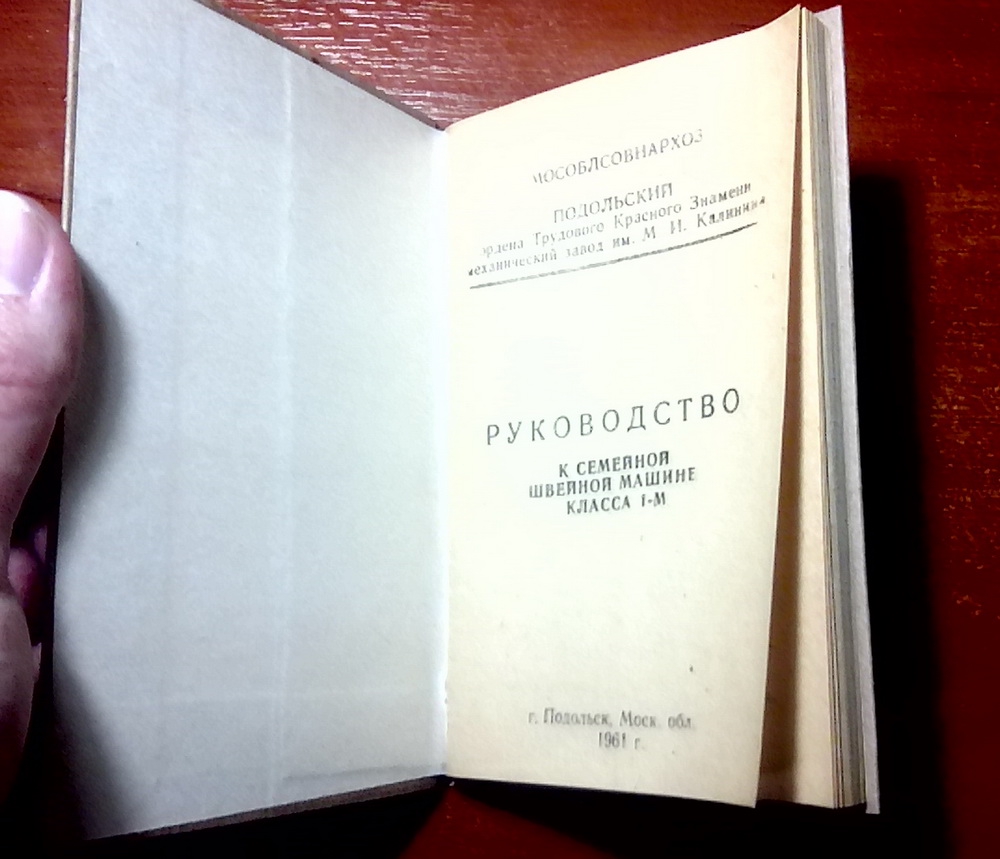 МОСОБЛСОВНАРХОЗ
ПОДОЛЬСКИЙ
ордена Трудового Красного Знамени
механический завод им. М. И. Калинина
РУКОВОДСТВО
К СЕМЕЙНОЙ
ШВЕЙНОЙ МАШИНЕ
КЛАССА 1-М
г. Подольск, Моск. обл.
1961 г.